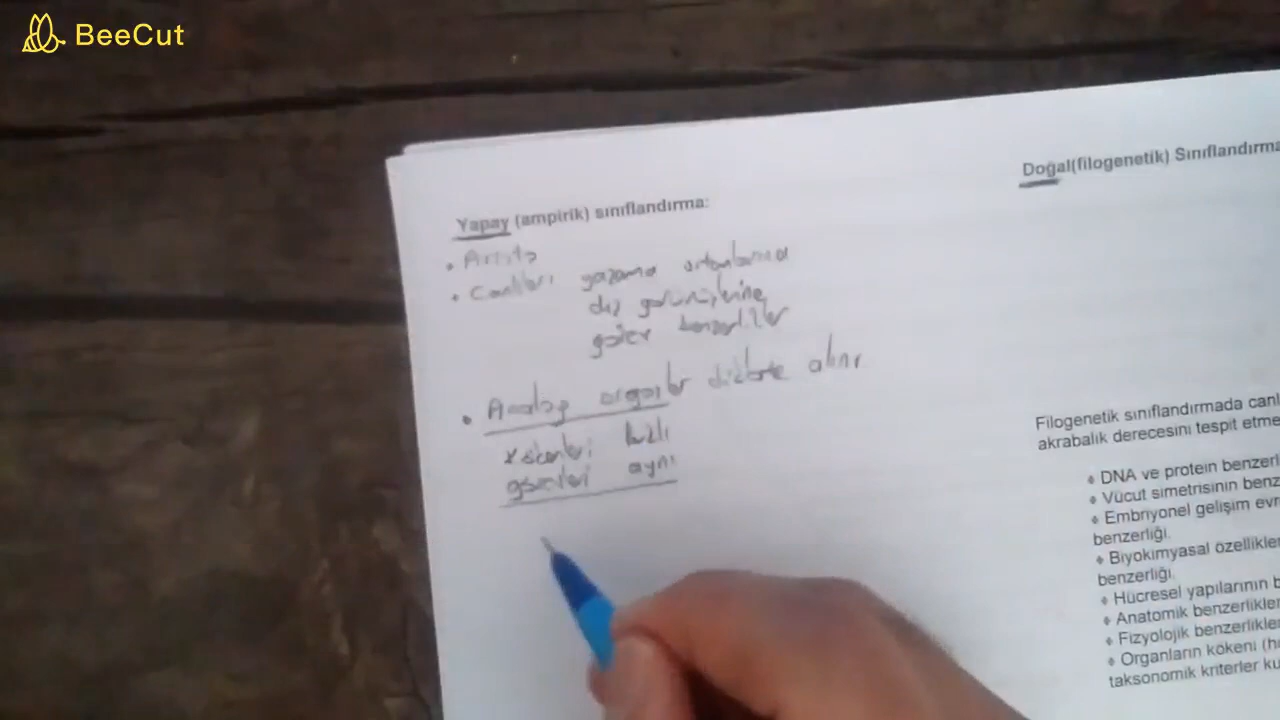 BeeCut
Yapay (ampirik) sınıflandırma:
• Aristo
• Canlıları yaşama ortamlarına
dış görünüşlerine
göre benzerlikler
• Analog organlar dikkate alınır
görevleri aynı
Doğal(filogenetik) Sınıflandırma
Filogenetik sınıflandırmada canl
akrabalık derecesini tespit etme
♦ DNA ve protein benzerl
♦ Vücut simetrisinin benz
♦ Embriyonel gelişim evr
benzerliği.
♦ Biyokimyasal özellikler
benzerliği.
♦ Hücresel yapılarının b
♦ Anatomik benzerlikler
♦ Fizyolojik benzerlikler
♦ Organların kökeni (ho
taksonomik kriterler ku